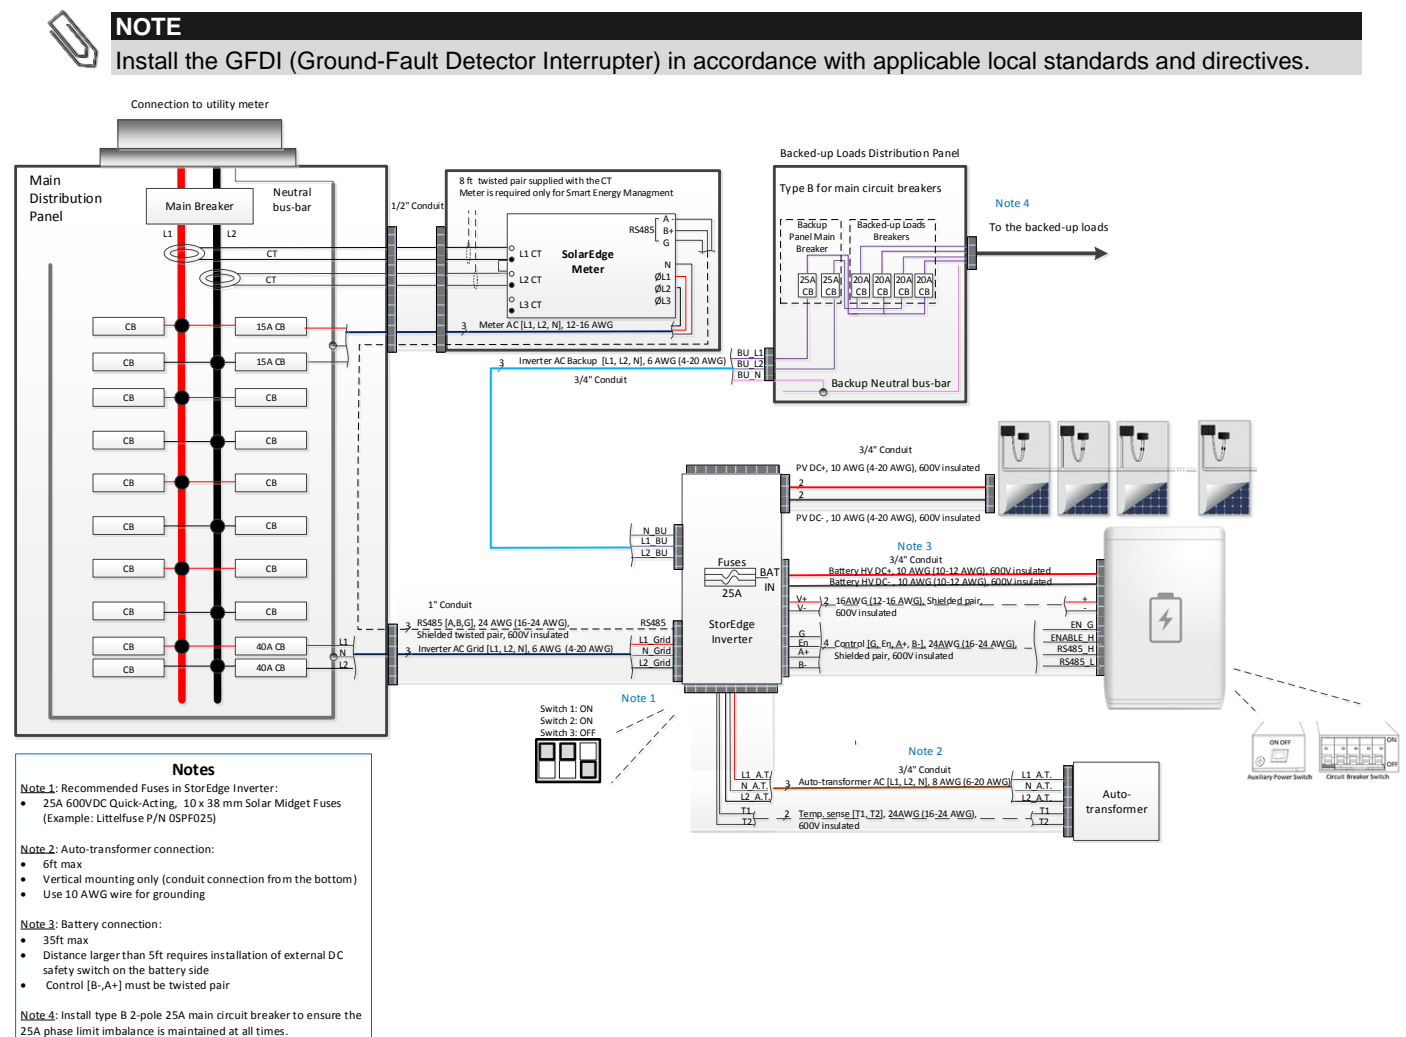 NOTE
Install the GFDI (Ground-Fault Detector Interrupter) in accordance with applicable local standards and directives.
Connection to utility meter
Main
Distribution
Panel
Main Breaker
Neutral
bus-bar
L1
L2
CT
CT
CB
15A CB
CB
15A CB
CB
CB
CB
CB
CB
CB
CB
CB
CB
CB
CB
CB
CB
40A CB
CB
40A CB
L1
N
L2
1/2" Conduit
8 ft twisted pair supplied with the CT
Meter is required only for Smart Energy Managment
SolarEdge
Meter
L1 CT
L2 CT
L3 CT
RS485
A -
B+
G
N
ØL1
ØL2
ØL3
3
Meter AC [L1, L2, N], 12-16 AWG
Backed-up Loads Distribution Panel
Type B for main circuit breakers
Backup
Panel Main
Breaker
Backed-up Loads
Breakers
25A
CB
25A
CB
20A
CB
20A
CB
20A
CB
20A
CB
Note 4
To the backed-up loads
BU_L1
BU_L2
BU_N
Backup Neutral bus-bar
3
Inverter AC Backup [L1, L2, N], 6 AWG (4-20 AWG)
3/4" Conduit
3/4" Conduit
PV DC+, 10 AWG (4-20 AWG), 600V insulated
2
2
PV DC- , 10 AWG (4-20 AWG), 600V insulated
N_BU
L1_BU
L2_BU
Fuses
25A
BAT
IN
StorEdge
Inverter
Note 3
3/4" Conduit
Battery HV DC+, 10 AWG (10-12 AWG), 600V insulated
Battery HV DC- , 10 AWG (10-12 AWG), 600V insulated
V+
V-
2
16AWG (12-16 AWG), Shielded pair,
600V insulated
+
-
G
En
A+
B-
4
Control [G, En, A+, B-], 24AWG (16-24 AWG),
Shielded pair, 600V insulated
EN_G
ENABLE_H
RS485_H
RS485_L
1" Conduit
3
RS485 [A,B,G], 24 AWG (16-24 AWG),
Shielded twisted pair, 600V insulated
RS485
3
Inverter AC Grid [L1, L2, N], 6 AWG (4-20 AWG)
L1_Grid
N_Grid
L2_Grid
Note 1
Switch 1: ON
Switch 2: ON
Switch 3: OFF
Note 2
3/4" Conduit
L1_A.T.
N_A.T.
L2_A.T.
3
Auto-transformer AC [L1, L2, N], 8 AWG (6-20 AWG)
L1_A.T.
N_A.T.
L2_A.T.
T1
T2
2
Temp. sense [T1, T2], 24AWG (16-24 AWG),
600V insulated
T1
T2
Auto-
transformer
ON OFF
Auxiliary Power Switch
ON
OFF
Circuit Breaker Switch
Notes
Note 1: Recommended Fuses in StorEdge Inverter:
• 25A 600VDC Quick-Acting, 10 x 38 mm Solar Midget Fuses
(Example: Littelfuse P/N 0SPF025)
Note 2: Auto-transformer connection:
• 6ft max
• Vertical mounting only (conduit connection from the bottom)
• Use 10 AWG wire for grounding
Note 3: Battery connection:
• 35ft max
• Distance larger than 5ft requires installation of external DC
safety switch on the battery side
• Control [B-,A+] must be twisted pair
Note 4: Install type B 2-pole 25A main circuit breaker to ensure the
25A phase limit imbalance is maintained at all times.